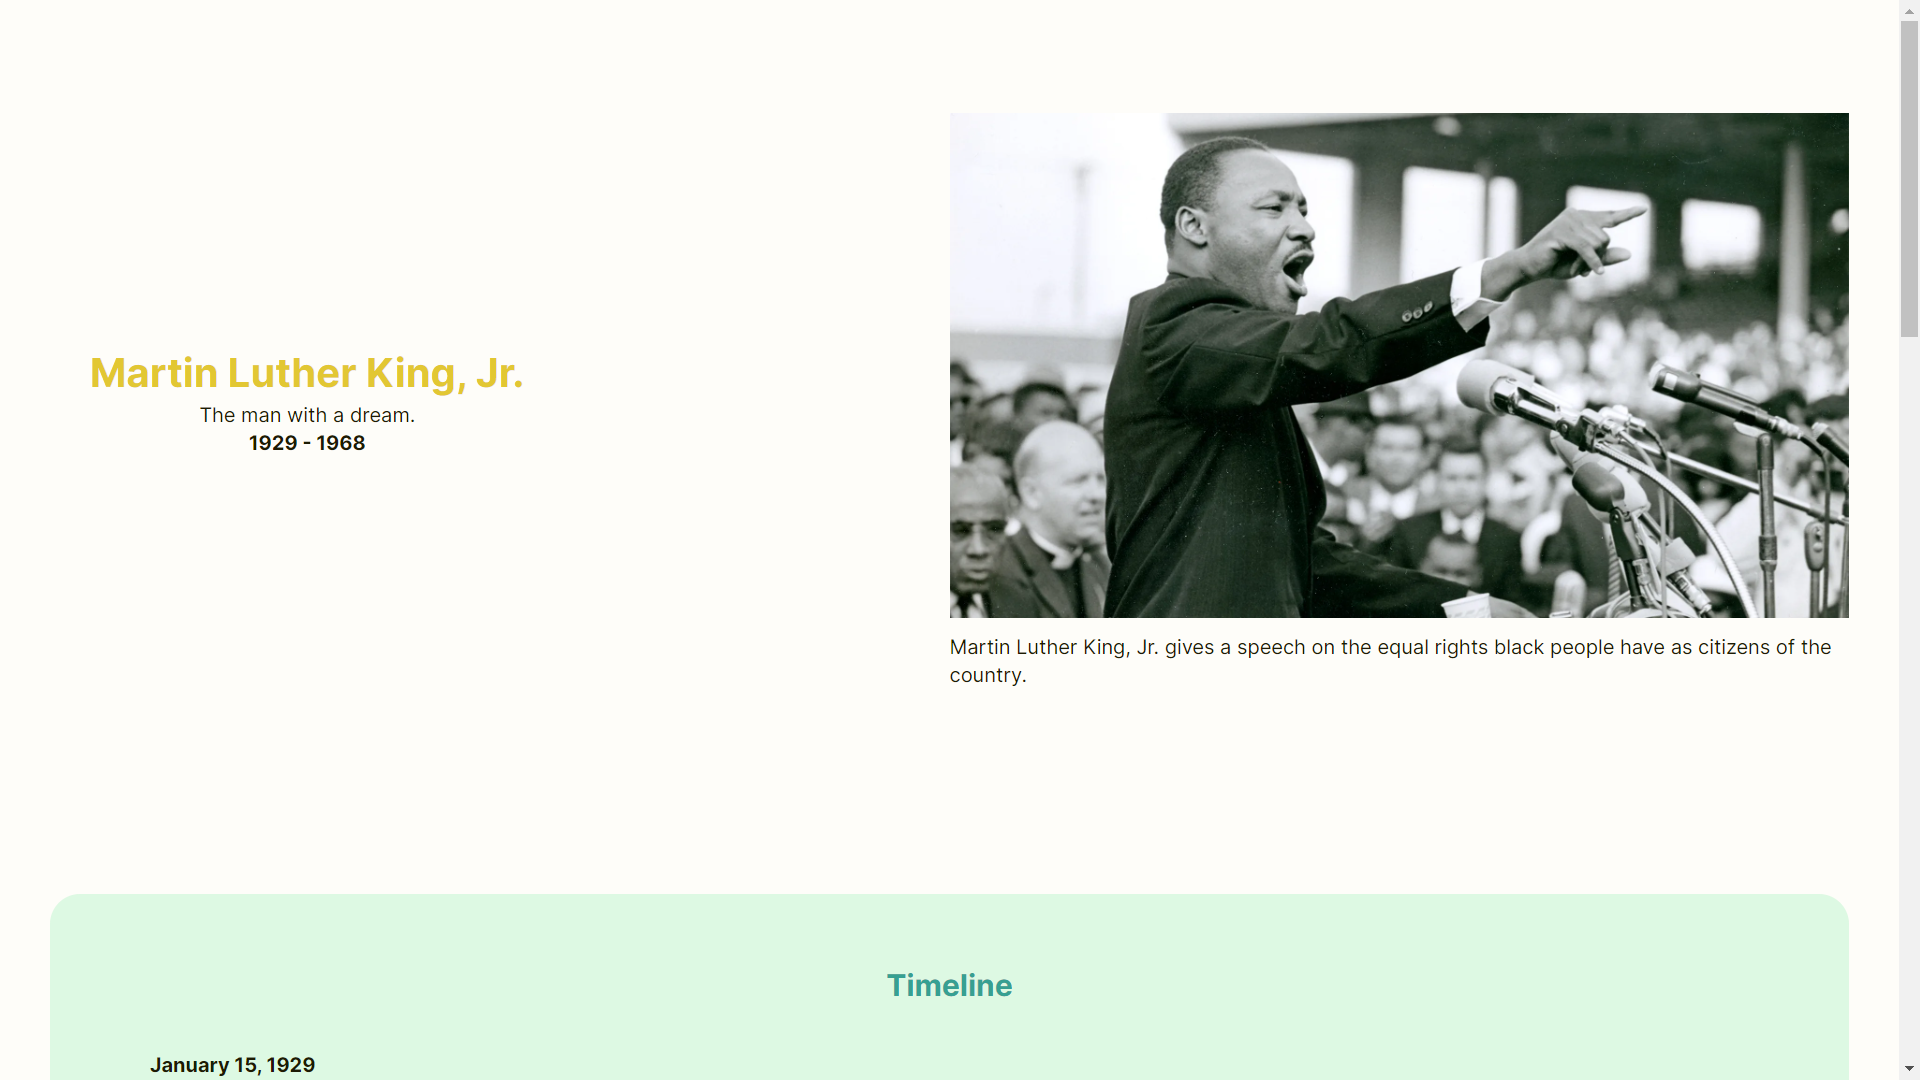 Martin Luther King, Jr.
The man with a dream.
1929 - 1968
Martin Luther King, Jr. gives a speech on the equal rights black people have as citizens of the
country.
Timeline
January 15, 1929